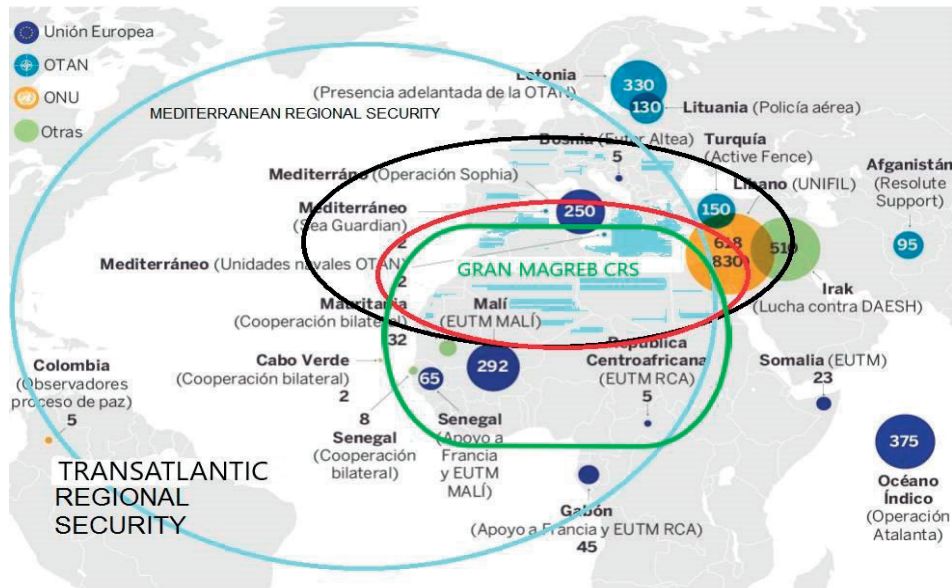 Unión Europea
OTAN
ONU
Otras
MEDITERRANEAN REGIONAL SECURITY
Letonia
(Presencia adelantada de la OTAN)
330
130
Lituania (Policía aérea)
Bosnia (Eufor Altea)
5
Turquía
(Active Fence)
150
Líbano (UNIFIL)
618
830)
510
Irak
(Lucha contra DAESH)
Afganistán
(Resolute
Support)
95
Mediterráneo (Operación Sophia)
250
Mediterráneo
(Sea Guardian)
2
Mediterráneo (Unidades navales OTAN)
2
GRAN MAGREB CRS
Mauritania
(Cooperación bilateral)
32
Malí
(EUTM MALÍ)
292
Cabo Verde
(Cooperación bilateral)
2
8
Senegal
(Cooperación
bilateral)
65
Senegal
(Apoyo a
Francia
y EUTM
MALÍ)
República
Centroafricana
(EUTM RCA)
5
Somalia (EUTM)
23
Colombia
(Observadores
proceso de paz)
5
Gabón
(Apoyo a Francia y EUTM RCA)
45
375
Océano
Índico
(Operación
Atalanta)
TRANSATLANTIC
REGIONAL
SECURITY